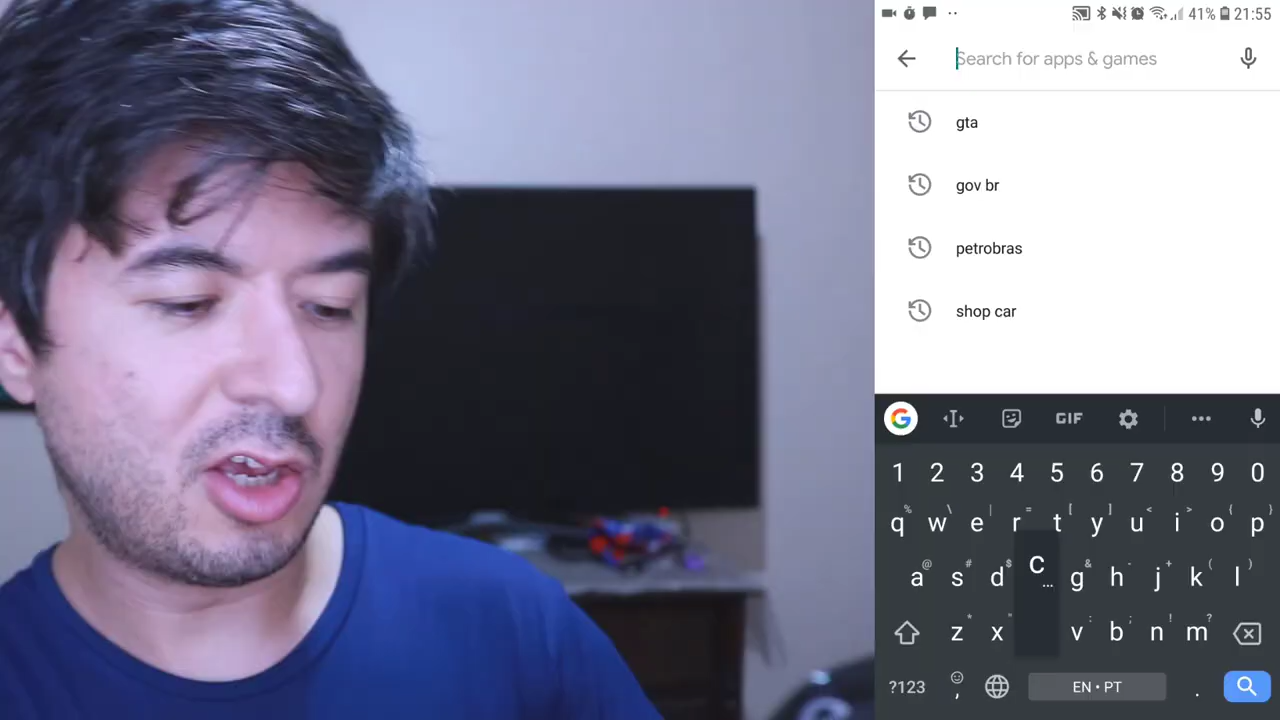 41% 21:55
Search for apps & games
gta
gov br
petrobras
shop car
GIF
1 2 3 4 5 6 7 8 9 0
% \ | = [ ] < > { }
q w e r t y u i o p
@ # $ & - + ( )
a s d c g h j k l
* " : ; ! ?
z x v b n m
?123 , EN • PT .